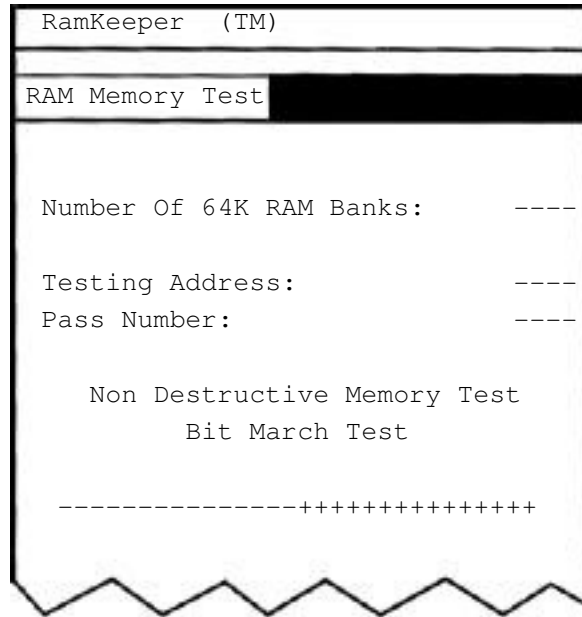 RamKeeper (TM)
RAM Memory Test
Number Of 64K RAM Banks: ----
Testing Address: ----
Pass Number: ----
Non Destructive Memory Test
Bit March Test
---------------+++++++++++++++